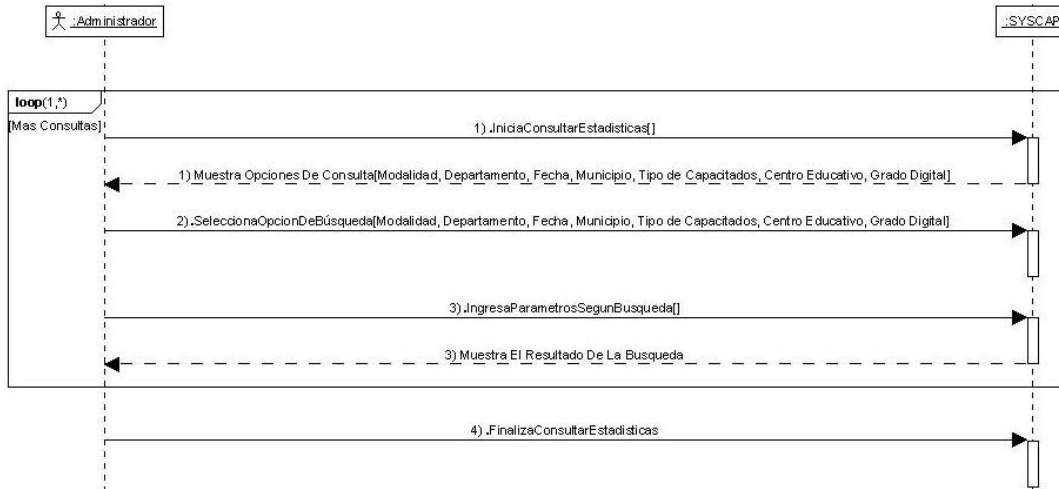 :Administrador
:SYSCAP
loop(1,*)
[Mas Consultas]
1) .IniciaConsultarEstadisticas[]
1) Muestra Opciones De Consulta[Modalidad, Departamento, Fecha, Municipio, Tipo de Capacitados, Centro Educativo, Grado Digital]
2) .SeleccionaOpcionDeBúsqueda[Modalidad, Departamento, Fecha, Municipio, Tipo de Capacitados, Centro Educativo, Grado Digital]
3) .IngresaParametrosSegunBusqueda[]
3) Muestra El Resultado De La Busqueda
4) .FinalizaConsultarEstadisticas